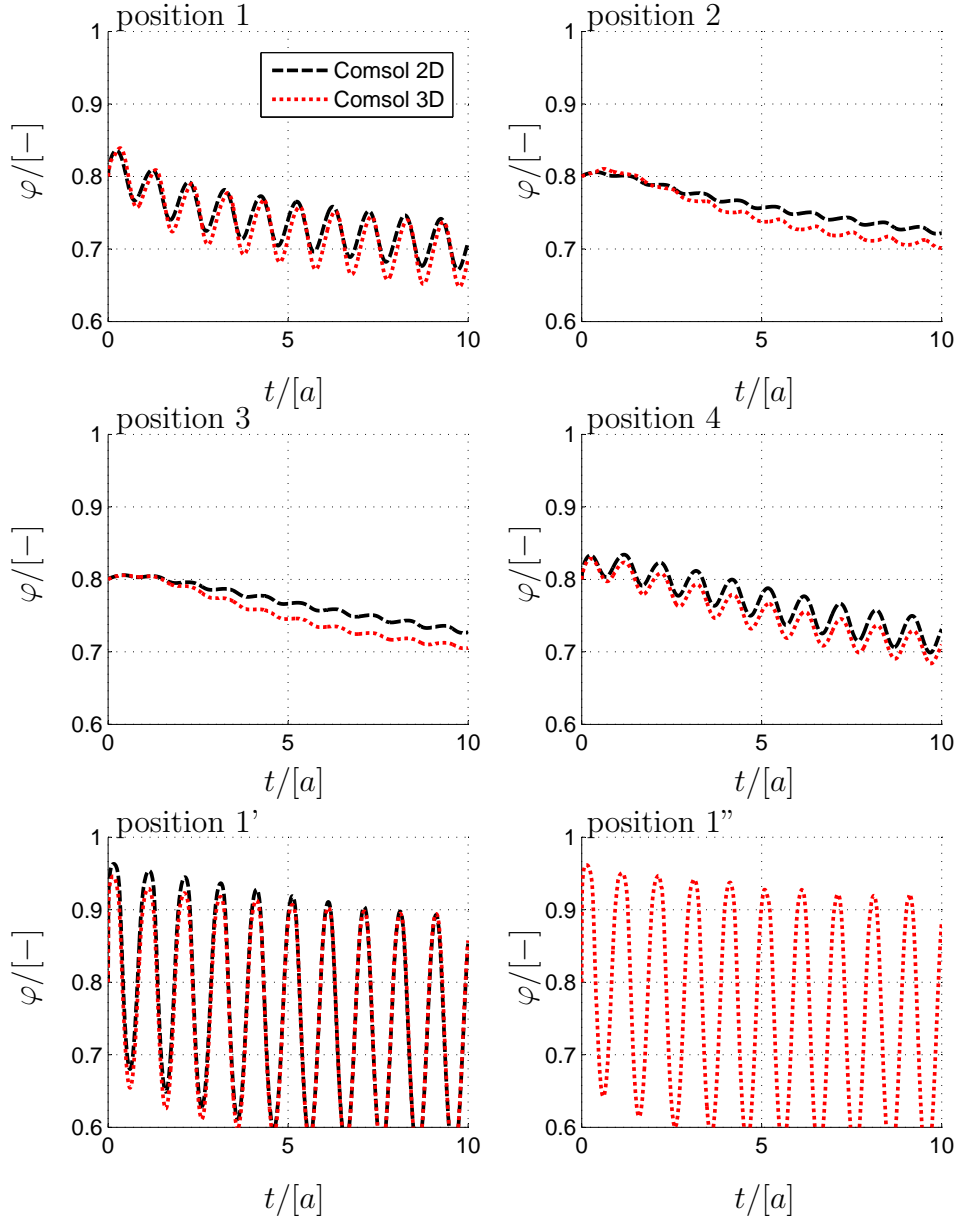 position 1
1
0.9
0.8
0.7
0.6
0
5
10
φ/[−]
t/[a]
Comsol 2D
Comsol 3D
position 2
1
0.9
0.8
0.7
0.6
0
5
10
φ/[−]
t/[a]
position 3
1
0.9
0.8
0.7
0.6
0
5
10
φ/[−]
t/[a]
position 4
1
0.9
0.8
0.7
0.6
0
5
10
φ/[−]
t/[a]
position 1'
1
0.9
0.8
0.7
0.6
0
5
10
φ/[−]
t/[a]
position 1”
1
0.9
0.8
0.7
0.6
0
5
10
φ/[−]
t/[a]